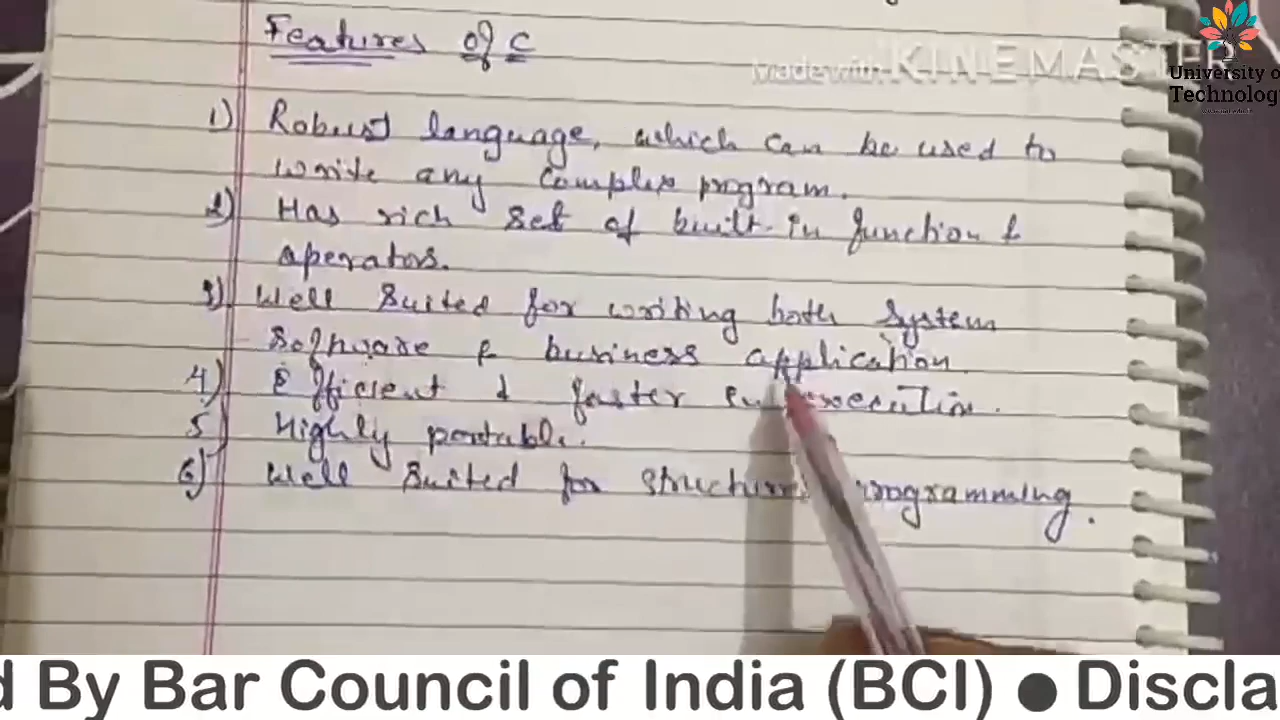 Features of C
Made with KINEMASTER
University of
Technology
1) Robust language, which can be used to
write any complex program.
2) Has rich set of built-in function &
operators.
3) Well suited for writing both system
software & business application.
4) Efficient & faster execution.
5) Highly portable.
6) Well suited for programming.
d By Bar Council of India (BCI) ● Discla